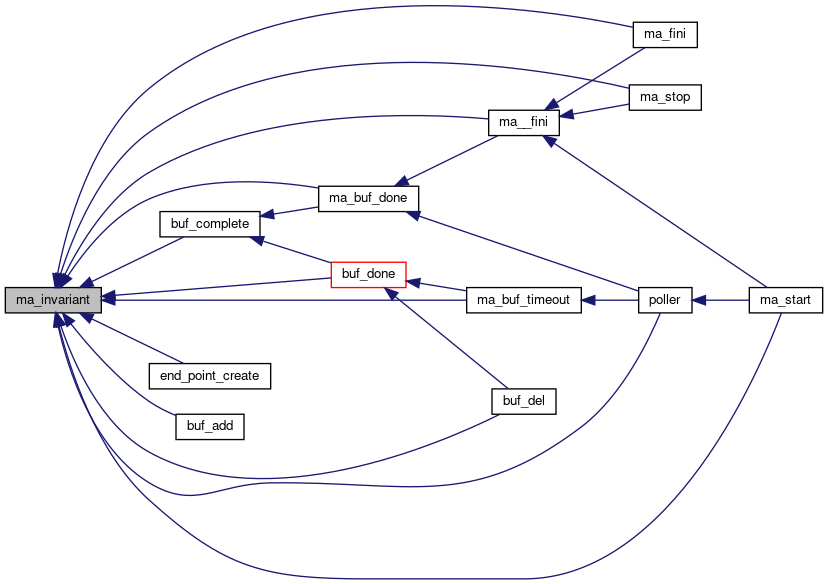 ma_fini
ma_stop
ma__fini
ma_buf_done
buf_complete
buf_done
ma_invariant
ma_buf_timeout
poller
ma_start
end_point_create
buf_del
buf_add